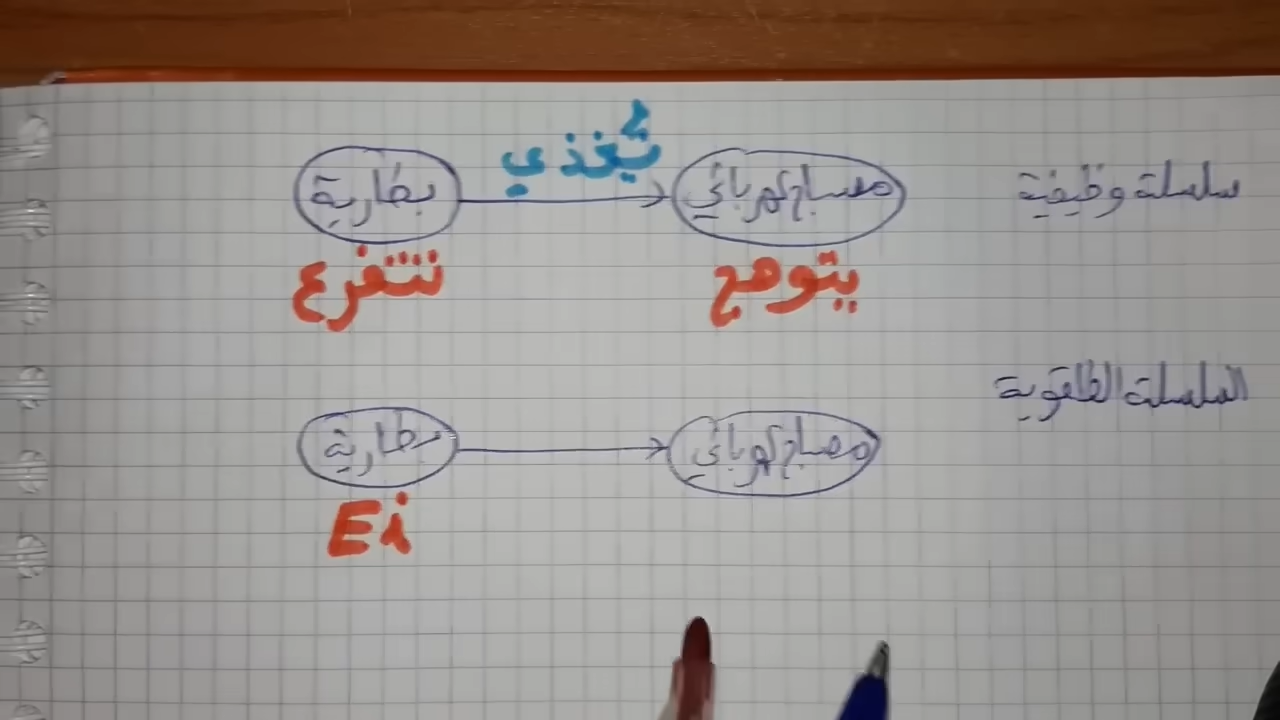 سلسلة وظيفية
مصباح كهربائي تُغذي بطارية
يتوهج تتفرغ
السلسلة الطاقوية
مصباح كهربائي بطارية
Ei